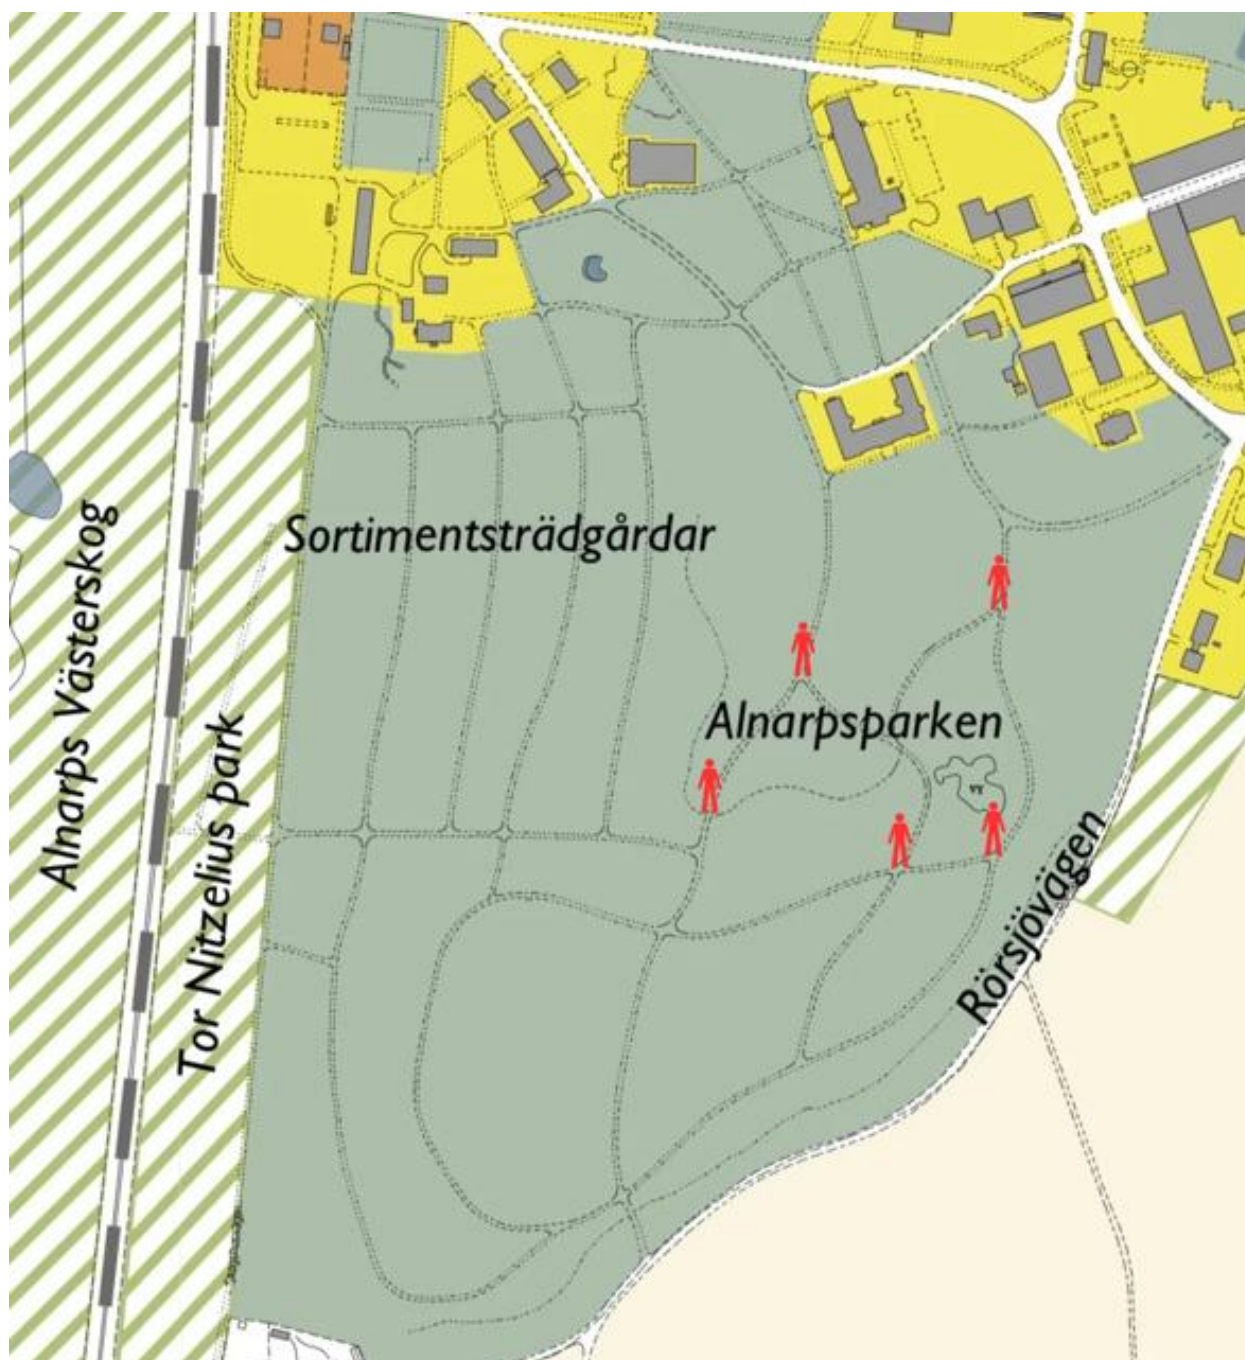 Sortimentsträdgårdar
Alnarps Västerskog
Tor Nitzelius park
Alnarpsparken
Rörsjövägen